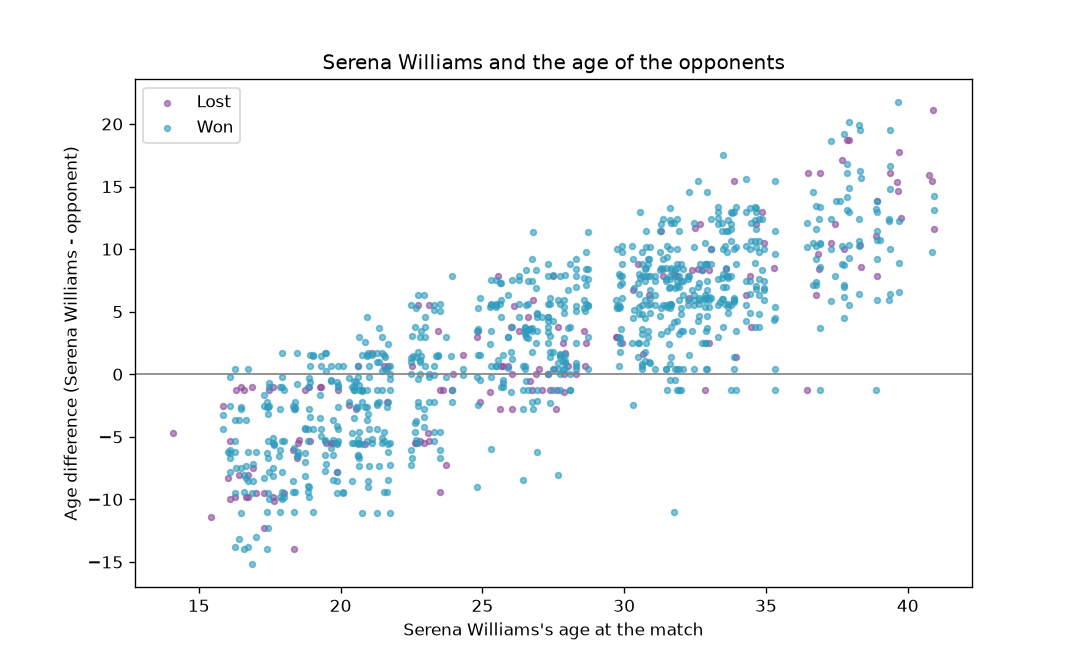 Serena Williams and the age of the opponents
Lost
Won
Age difference (Serena Williams - opponent)
20
15
10
5
0
−5
−10
−15
15 20 25 30 35 40
Serena Williams's age at the match